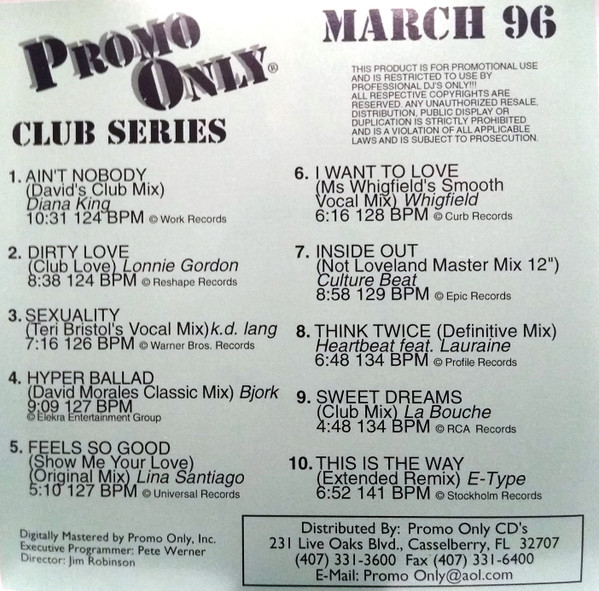 PROMO
ONLY®
CLUB SERIES
MARCH 96
THIS PRODUCT IS FOR PROMOTIONAL USE
AND IS RESTRICTED TO USE BY
PROFESSIONAL DJ'S ONLY!!!
ALL RESPECTIVE COPYRIGHTS ARE
RESERVED. ANY UNAUTHORIZED RESALE,
DISTRIBUTION, PUBLIC DISPLAY OR
DUPLICATION IS STRICTLY PROHIBITED
AND IS A VIOLATION OF ALL APPLICABLE
LAWS AND IS SUBJECT TO PROSECUTION.
1. AIN'T NOBODY
(David's Club Mix)
Diana King
10:31 124 BPM © Work Records
2. DIRTY LOVE
(Club Love) Lonnie Gordon
8:38 124 BPM © Reshape Records
3. SEXUALITY
(Teri Bristol's Vocal Mix) k.d. lang
7:16 126 BPM © Warner Bros. Records
4. HYPER BALLAD
(David Morales Classic Mix) Bjork
9:09 127 BPM
© Elekra Entertainment Group
5. FEELS SO GOOD
(Show Me Your Love)
(Original Mix) Lina Santiago
5:10 127 BPM © Universal Records
6. I WANT TO LOVE
(Ms Whigfield's Smooth
Vocal Mix) Whigfield
6:16 128 BPM © Curb Records
7. INSIDE OUT
(Not Loveland Master Mix 12")
Culture Beat
8:58 129 BPM © Epic Records
8. THINK TWICE (Definitive Mix)
Heartbeat feat. Lauraine
6:48 134 BPM © Profile Records
9. SWEET DREAMS
(Club Mix) La Bouche
4:48 134 BPM © RCA Records
10. THIS IS THE WAY
(Extended Remix) E-Type
6:52 141 BPM © Stockholm Records
Digitally Mastered by Promo Only, Inc.
Executive Programmer: Pete Werner
Director: Jim Robinson
Distributed By: Promo Only CD's
231 Live Oaks Blvd., Casselberry, FL 32707
(407) 331-3600 Fax (407) 331-6400
E-Mail: Promo Only@aol.com